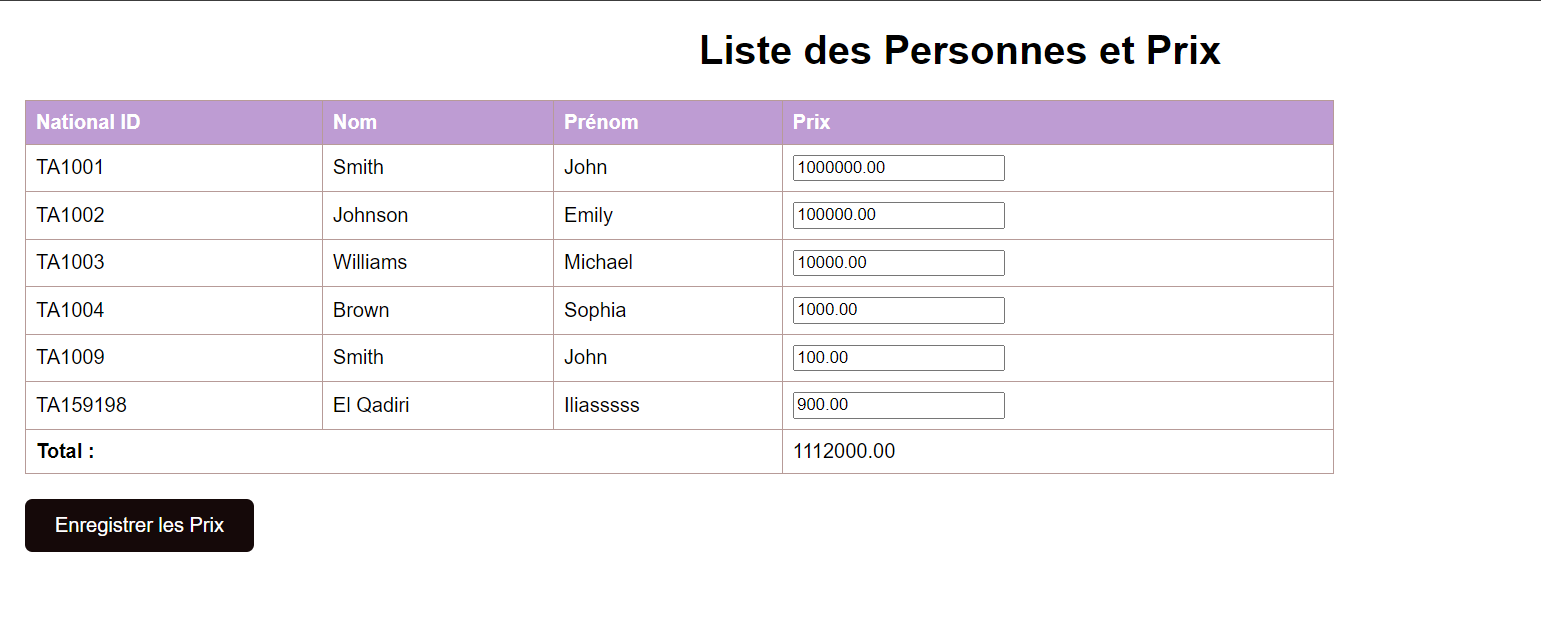 Liste des Personnes et Prix
National ID Nom Prénom Prix
TA1001 Smith John 1000000.00
TA1002 Johnson Emily 100000.00
TA1003 Williams Michael 10000.00
TA1004 Brown Sophia 1000.00
TA1009 Smith John 100.00
TA159198 El Qadiri Iliasssss 900.00
Total : 1112000.00
Enregistrer les Prix